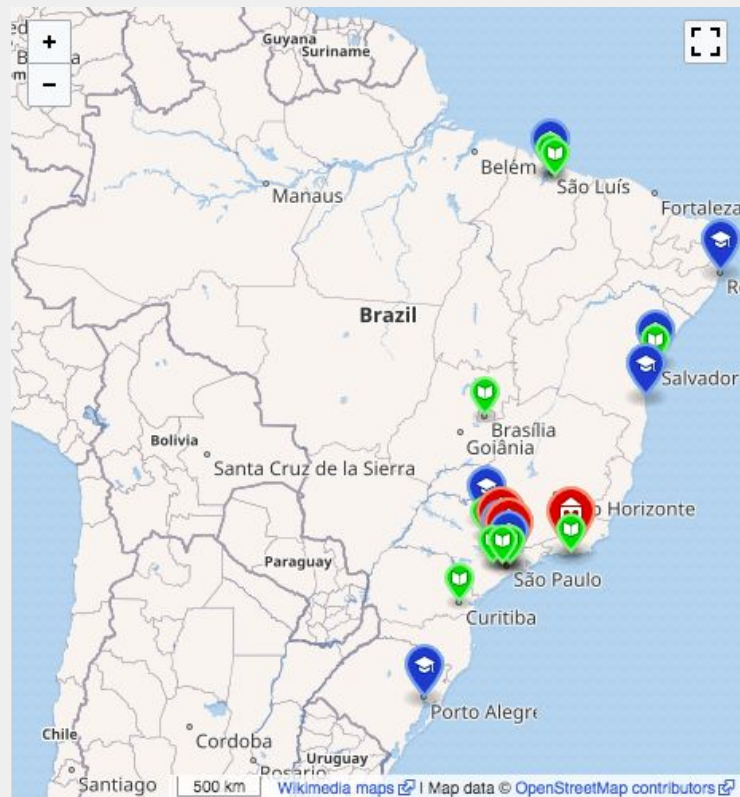 +
−
Guyana
Suriname
Belém
São Luís
Manaus
Fortaleza
Brazil
Salvador
Brasília
Goiânia
Bolivia
Santa Cruz de la Sierra
Horizonte
Paraguay
São Paulo
Curitiba
Porto Alegre
Chile
Cordoba
Uruguay
Rosario
Santiago
500 km
Wikimedia maps | Map data © OpenStreetMap contributors